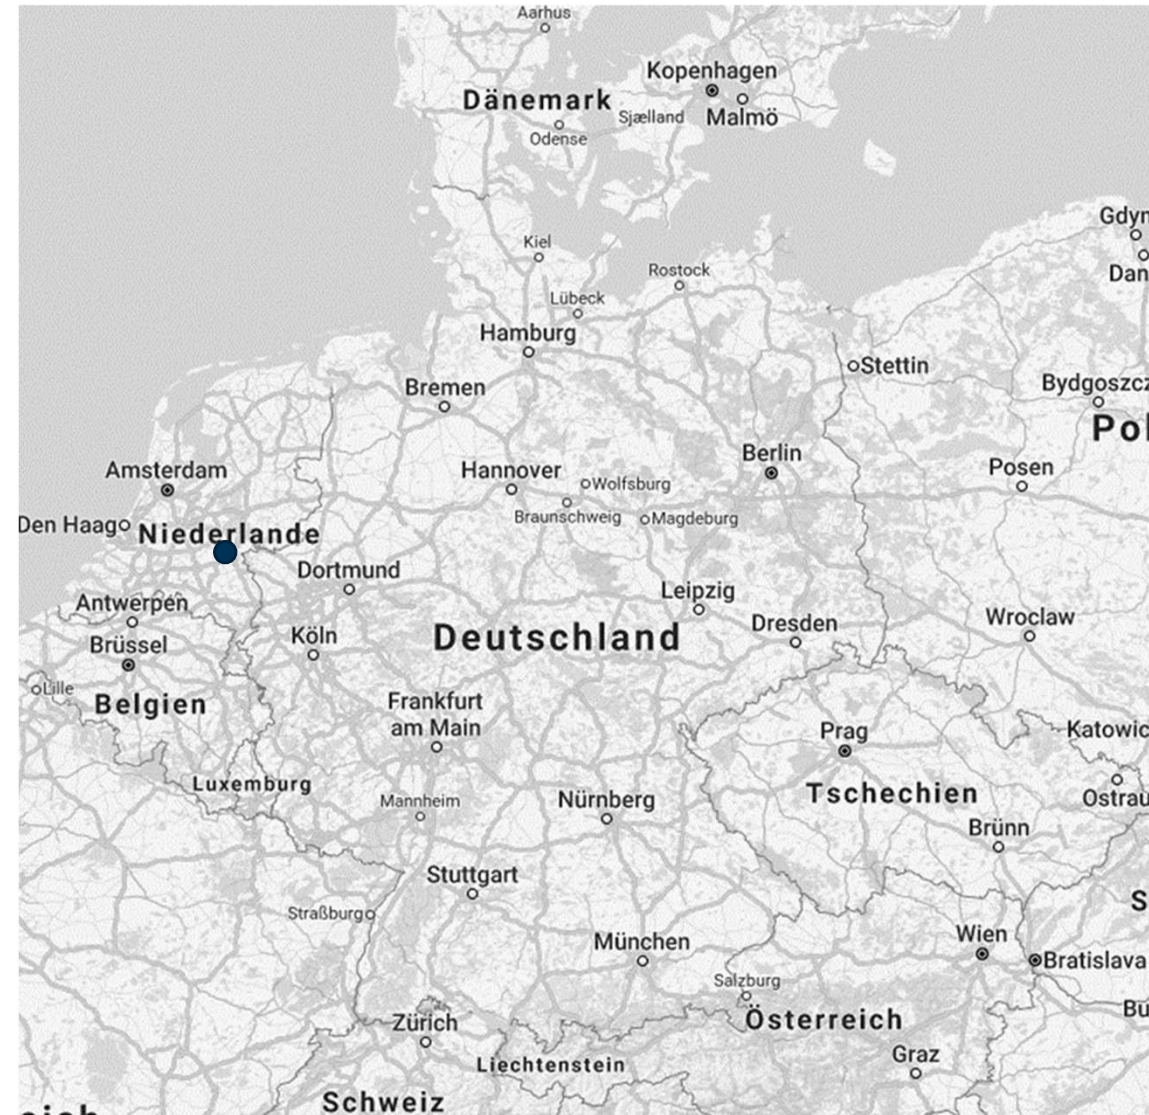 Aarhus
Kopenhagen
Dänemark
Sjælland
Malmö
Odense
Gdyn
Kiel
Dan
Rostock
Lübeck
Hamburg
Stettin
Bremen
Bydgoszcz
Pol
Berlin
Amsterdam
Hannover
Wolfsburg
Posen
Braunschweig
Magdeburg
Den Haag
Niederlande
Dortmund
Leipzig
Antwerpen
Wroclaw
Dresden
Köln
Deutschland
Brüssel
Lille
Belgien
Frankfurt
am Main
Prag
Katowic
Luxemburg
Tschechien
Mannheim
Nürnberg
Ostrau
Brünn
Stuttgart
S
Straßburg
Wien
München
Bratislava
Salzburg
Bu
Österreich
Zürich
Graz
Liechtenstein
Schweiz